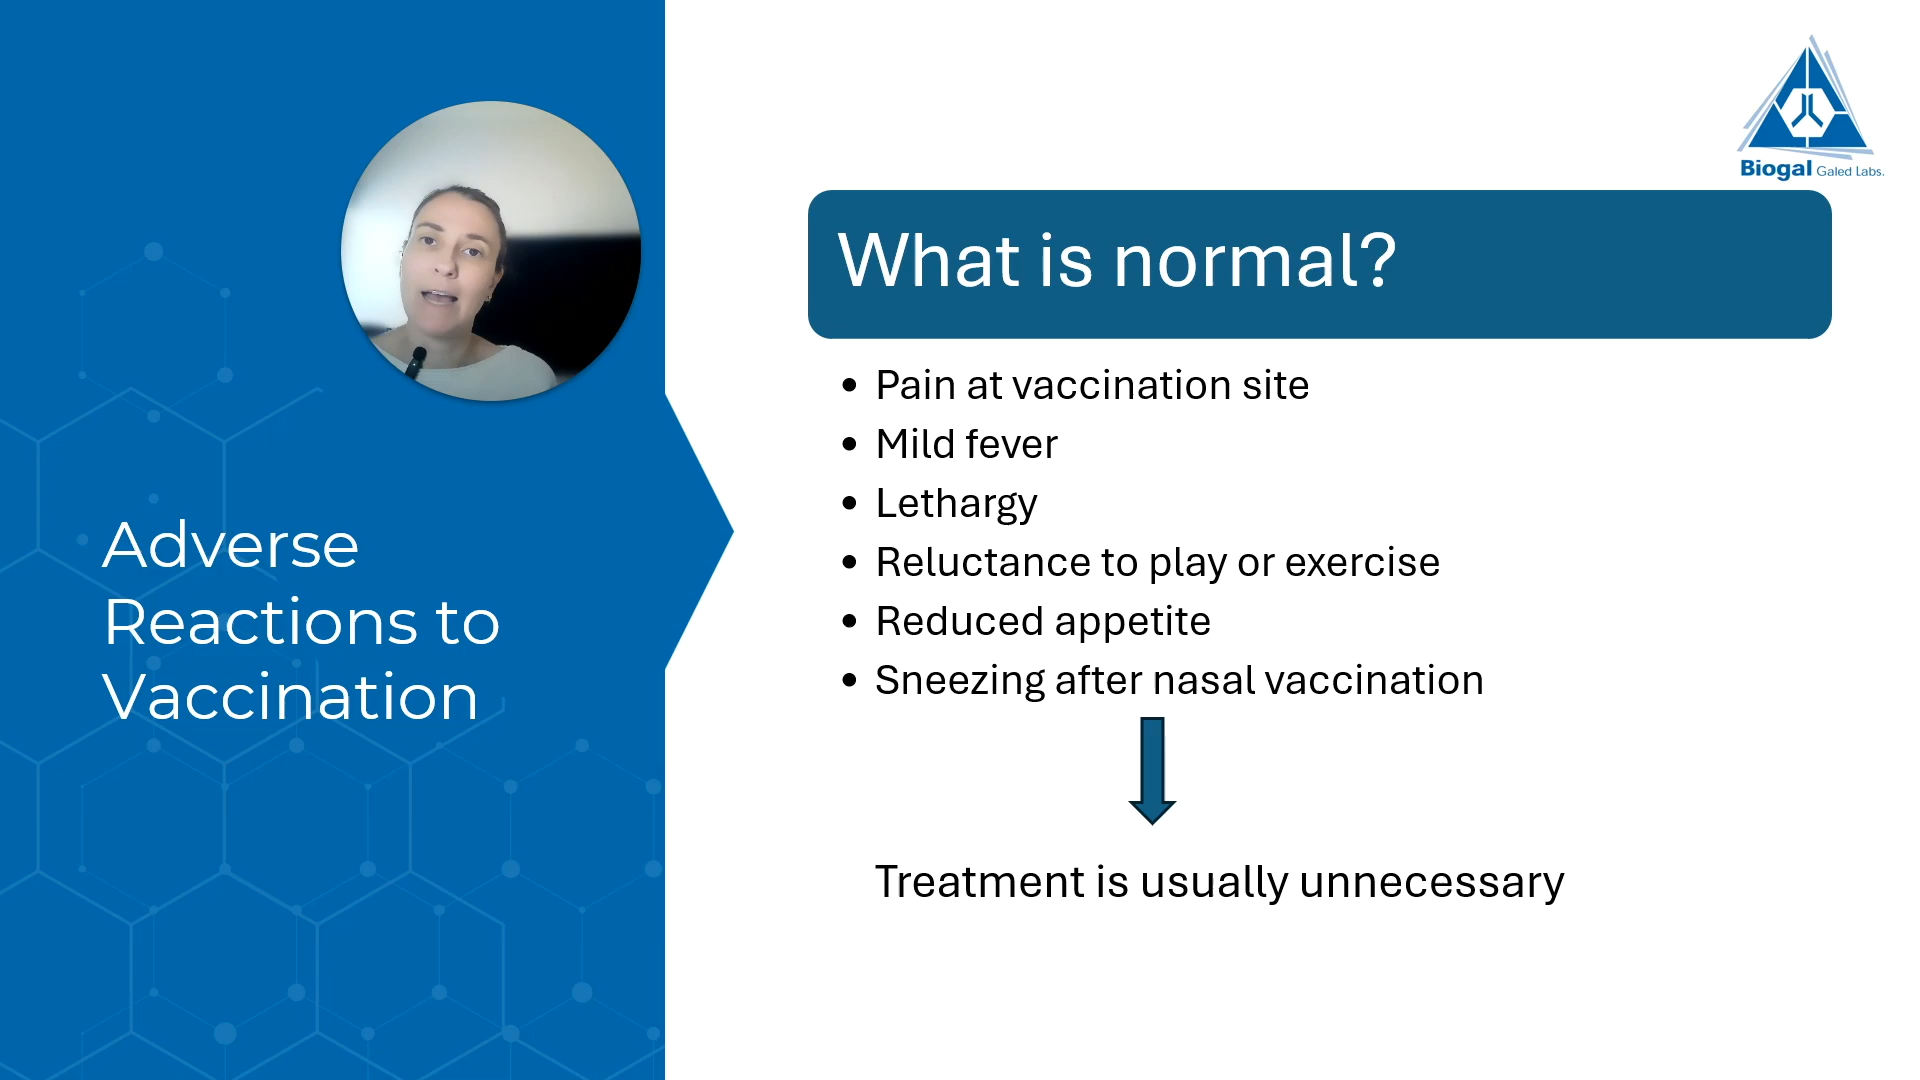 Adverse
Reactions to
Vaccination
Biogal Galed Labs.
What is normal?
• Pain at vaccination site
• Mild fever
• Lethargy
• Reluctance to play or exercise
• Reduced appetite
• Sneezing after nasal vaccination
Treatment is usually unnecessary